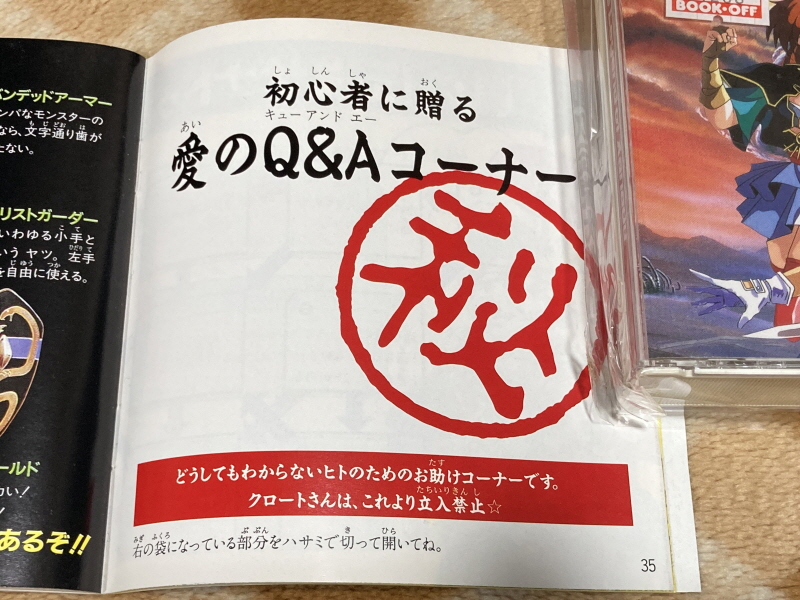 ンデッドアーマー
ンパなモンスターの
なら、文字通り歯が
たない。
リストガーダー
いわゆる小手と
いうヤツ。左手
を自由に使える。
ールド
カい!
あるぞ!!
初心者に贈る
愛のQ&Aコーナー
秘
どうしてもわからないヒトのためのお助けコーナーです。
クロートさんは、これより立入禁止☆
右の袋になっている部分をハサミで切って開いてね。
35
BOOK·OFF